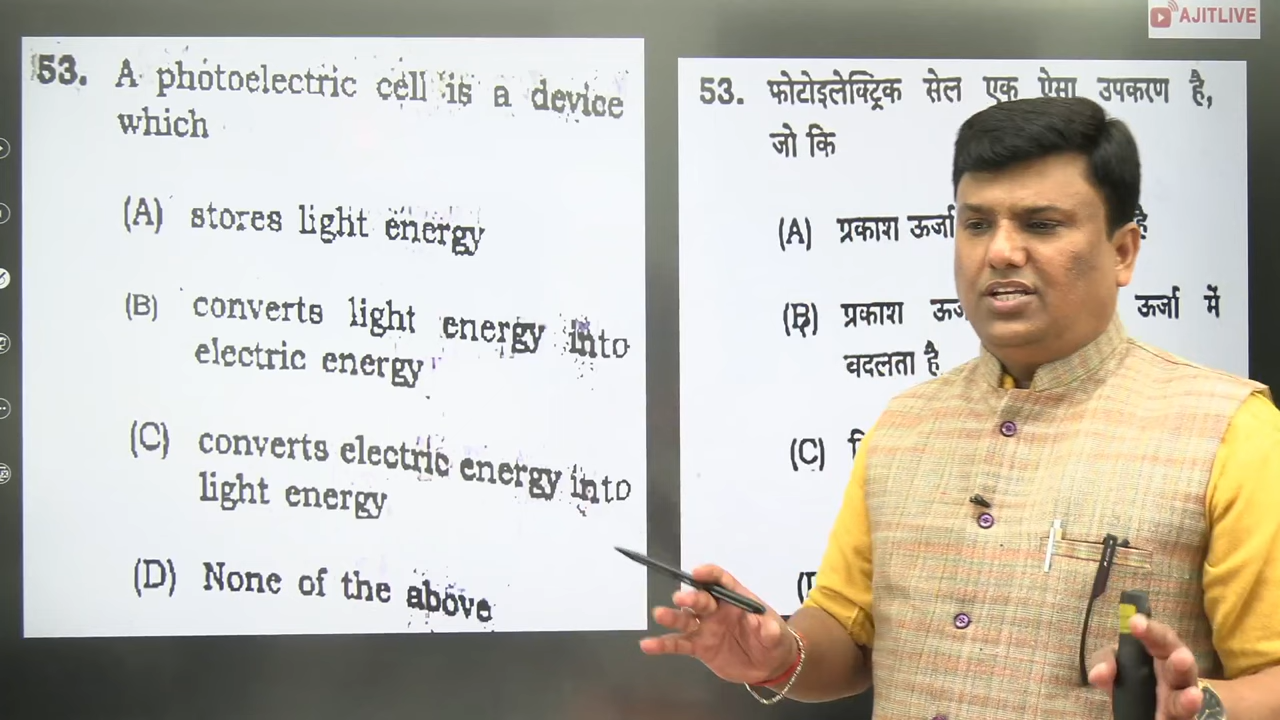 AJITLIVE
53. A photoelectric cell is a device
which
(A) stores light energy
(B) converts light energy into
electric energy
(C) converts electric energy into
light energy
(D) None of the above
53. फोटोइलेक्ट्रिक सेल एक ऐसा उपकरण है,
जो कि
(A) प्रकाश ऊर्जा है
(B) प्रकाश ऊर्जा में
बदलता है
(C)